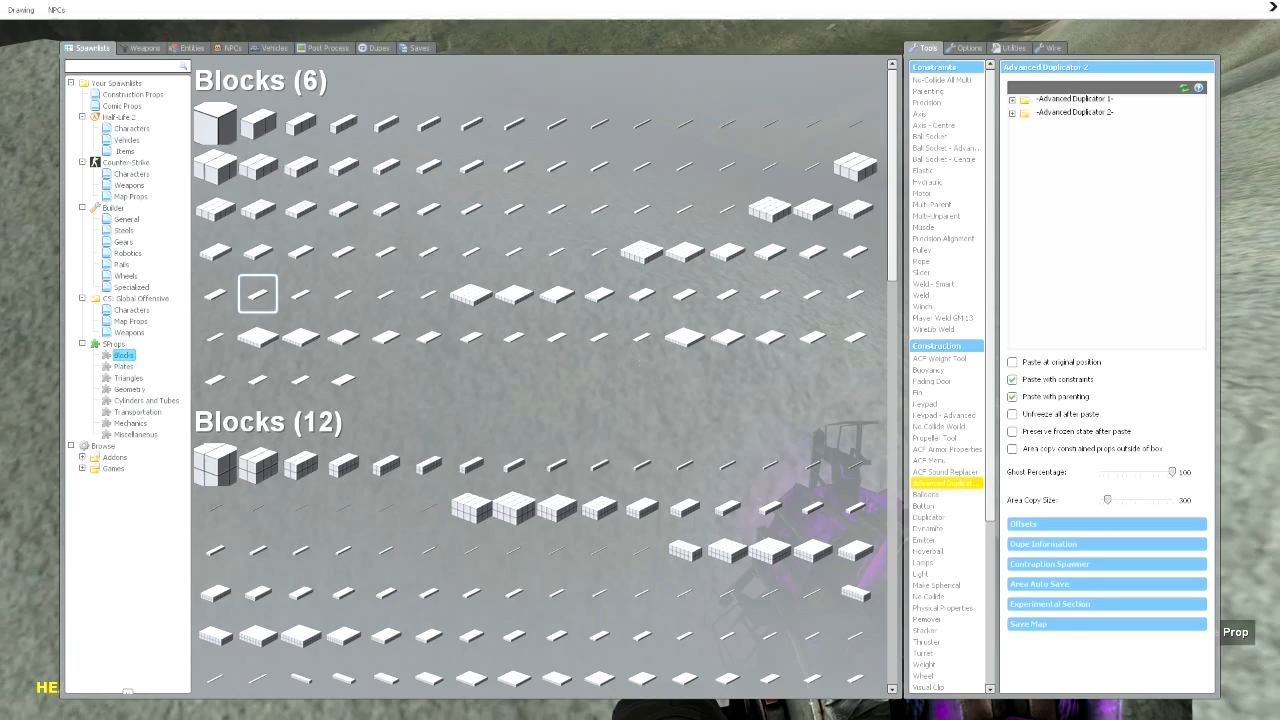 Drawing NPCs
Spawnlists Weapons Entities NPCs Vehicles Post Process Dupes Saves
Your Spawnlists
Construction Props
Comic Props
Half-Life 2
Characters
Vehicles
Items
Counter-Strike
Characters
Weapons
Map Props
Builder
General
Steels
Gears
Robotics
Rails
Wheels
Specialized
CS: Global Offensive
Characters
Map Props
Weapons
SProps
Blocks
Plates
Triangles
Geometry
Cylinders and Tubes
Transportation
Mechanics
Miscellaneous
Browse
Addons
Games
HE
Blocks (6)
Blocks (12)
Tools Options Utilities Wire
Constraints
No-Collide All Multi
Parenting
Precision
Axis
Axis - Centre
Ball Socket
Ball Socket - Advan...
Ball Socket - Centre
Elastic
Hydraulic
Motor
Multi-Parent
Multi-Unparent
Muscle
Precision Alignment
Pulley
Rope
Slider
Weld - Smart
Weld
Winch
Player Weld GM 13
WireLib Weld
Construction
ACF Weight Tool
Buoyancy
Fading Door
Fin
Keypad
Keypad - Advanced
No Collide World
Propeller Tool
ACF Armor Properties
ACF Menu
ACF Sound Replacer
Advanced Duplicat...
Balloons
Button
Duplicator
Dynamite
Emitter
Hoverball
Lamps
Light
Make Spherical
No Collide
Physical Properties
Remover
Stacker
Thruster
Turret
Weight
Wheel
Visual Clip
Advanced Duplicator 2
-Advanced Duplicator 1-
-Advanced Duplicator 2-
Paste at original position
Paste with constraints
Paste with parenting
Unfreeze all after paste
Preserve frozen state after paste
Area copy constrained props outside of box
Ghost Percentage: 100
Area Copy Size: 300
Offsets
Dupe Information
Contraption Spawner
Area Auto Save
Experimental Section
Save Map
Prop